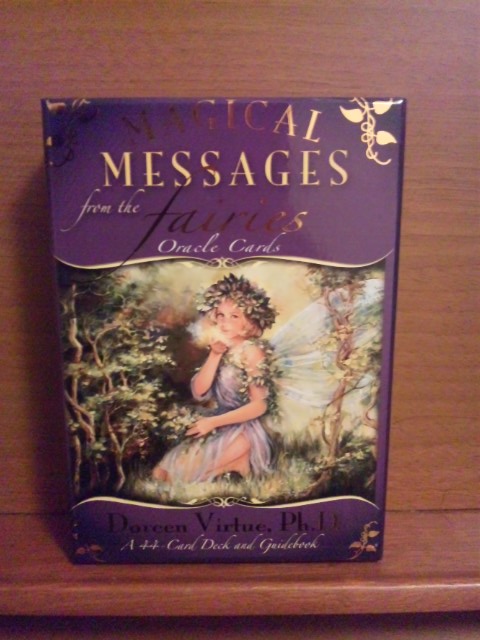 MAGICAL
MESSAGES
from the fairies
Oracle Cards
Doreen Virtue, Ph.D.
A 44-Card Deck and Guidebook